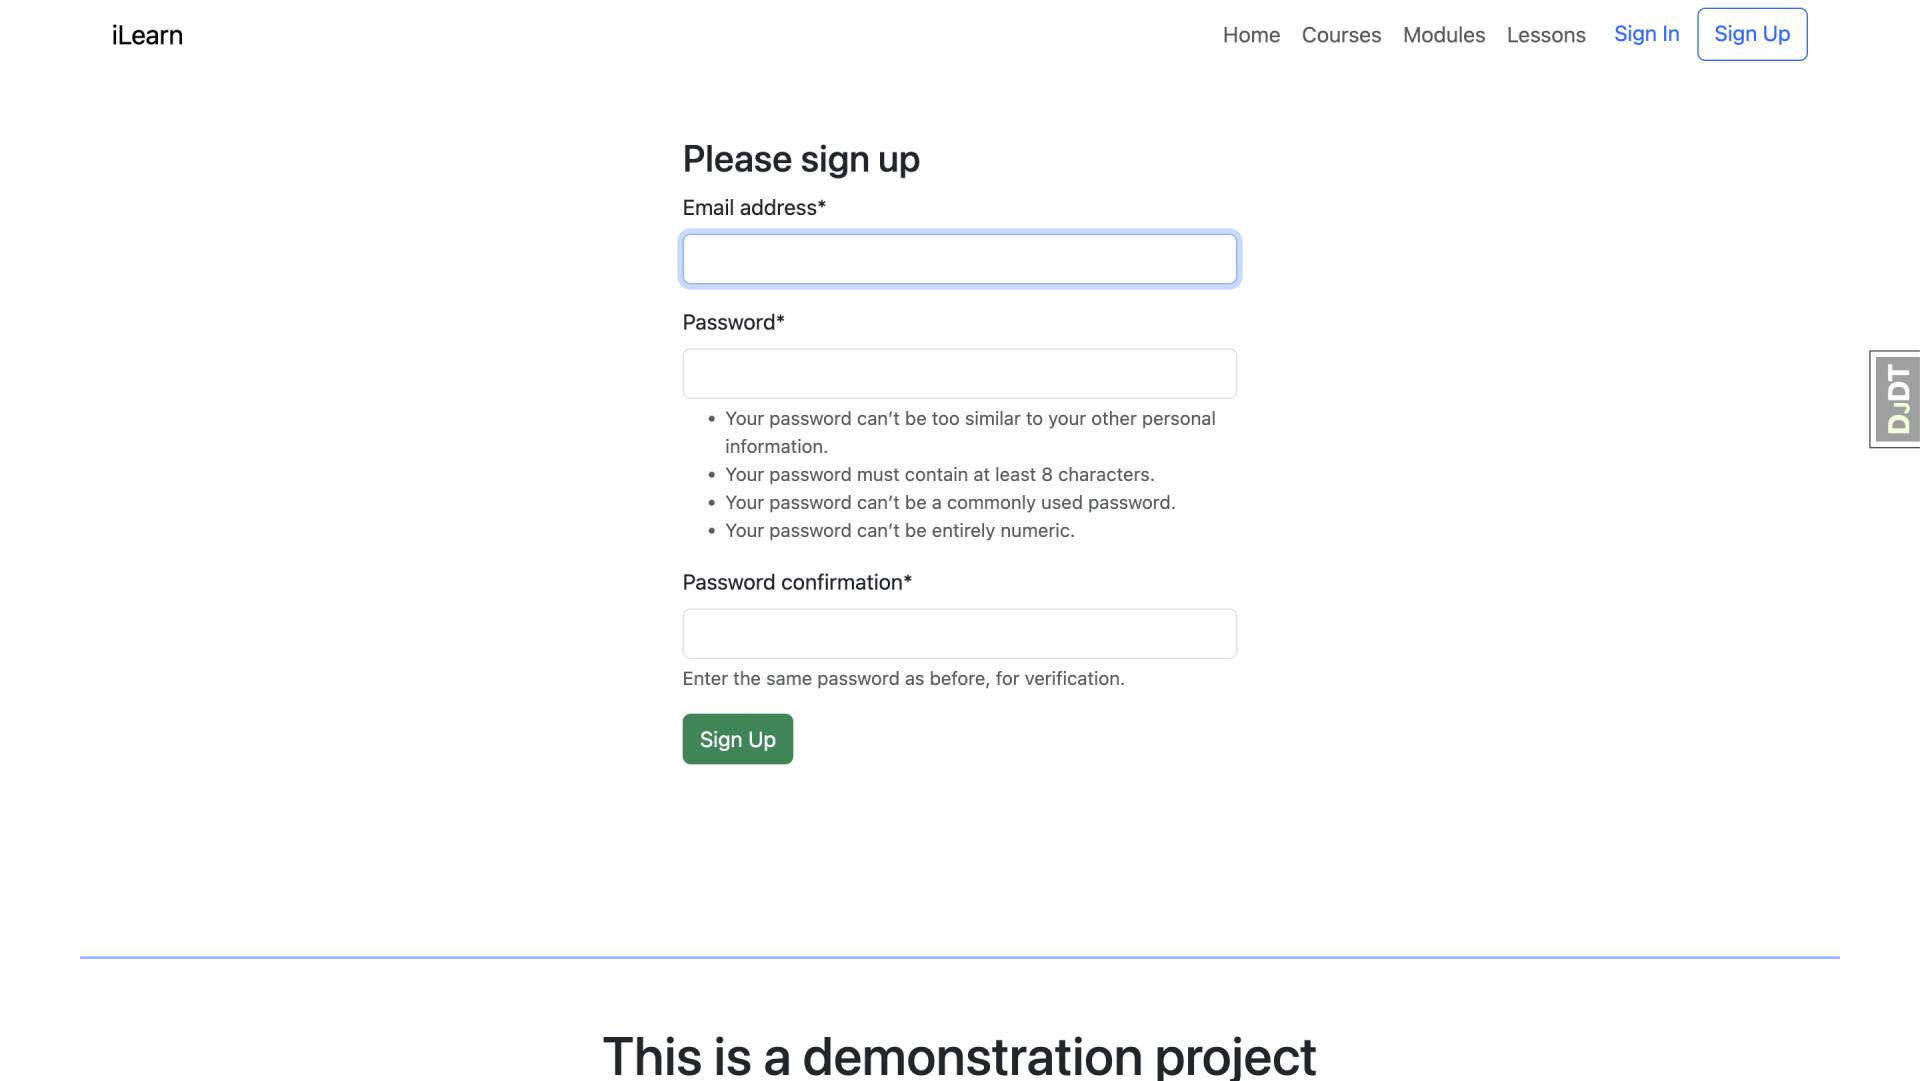 iLearn
Home Courses Modules Lessons Sign In Sign Up
Please sign up
Email address*
Password*
DJDT
• Your password can’t be too similar to your other personal
information.
• Your password must contain at least 8 characters.
• Your password can’t be a commonly used password.
• Your password can’t be entirely numeric.
Password confirmation*
Enter the same password as before, for verification.
Sign Up
This is a demonstration project